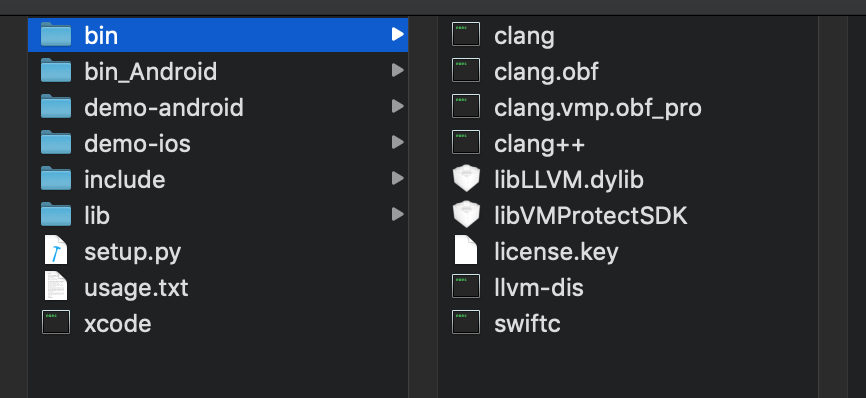 bin
bin_Android
demo-android
demo-ios
include
lib
setup.py
usage.txt
xcode
clang
clang.obf
clang.vmp.obf_pro
clang++
libLLVM.dylib
libVMProtectSDK
license.key
llvm-dis
swiftc